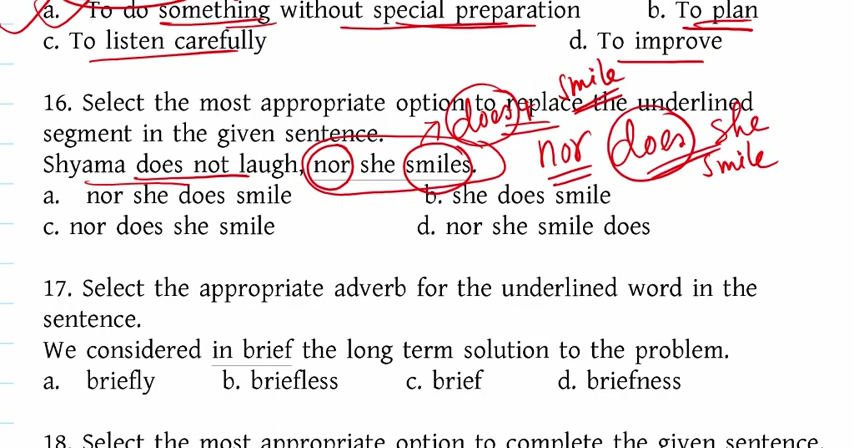 a. To do something without special preparation b. To plan
c. To listen carefully d. To improve
16. Select the most appropriate option to replace the underlined
segment in the given sentence.
Shyama does not laugh, nor she smiles.
does + smile
nor does she
smile
a. nor she does smile b. she does smile
c. nor does she smile d. nor she smile does
17. Select the appropriate adverb for the underlined word in the
sentence.
We considered in brief the long term solution to the problem.
a. briefly b. briefless c. brief d. briefness
18. Select the most appropriate option to complete the given sentence.